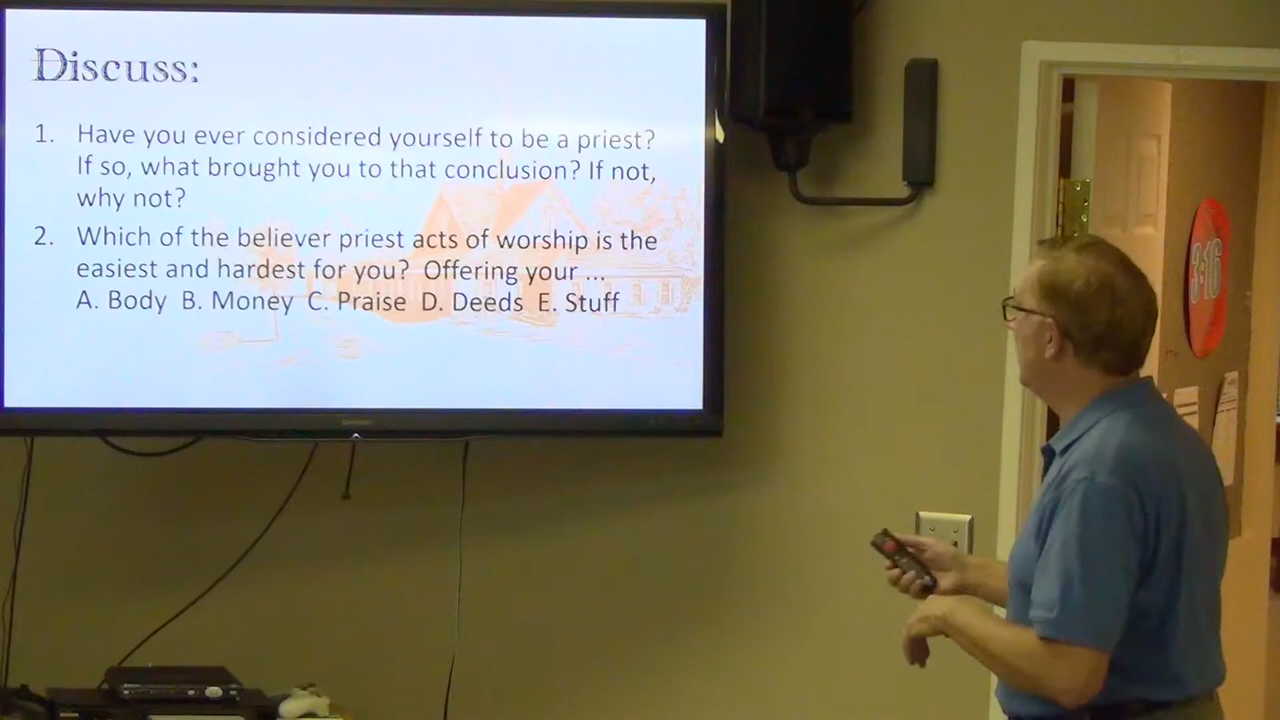 Discuss:
1. Have you ever considered yourself to be a priest?
If so, what brought you to that conclusion? If not,
why not?
2. Which of the believer priest acts of worship is the
easiest and hardest for you?  Offering your ...
A. Body  B. Money  C. Praise  D. Deeds  E. Stuff
3:16